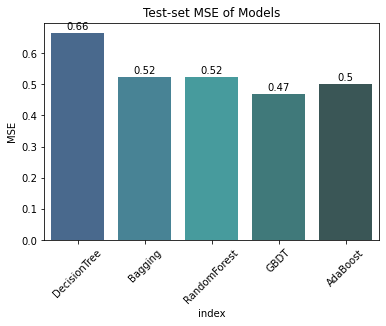 Test-set MSE of Models
0.66
0.52
0.52
0.47
0.5
MSE
0.6
0.5
0.4
0.3
0.2
0.1
0.0
DecisionTree
Bagging
RandomForest
GBDT
AdaBoost
index